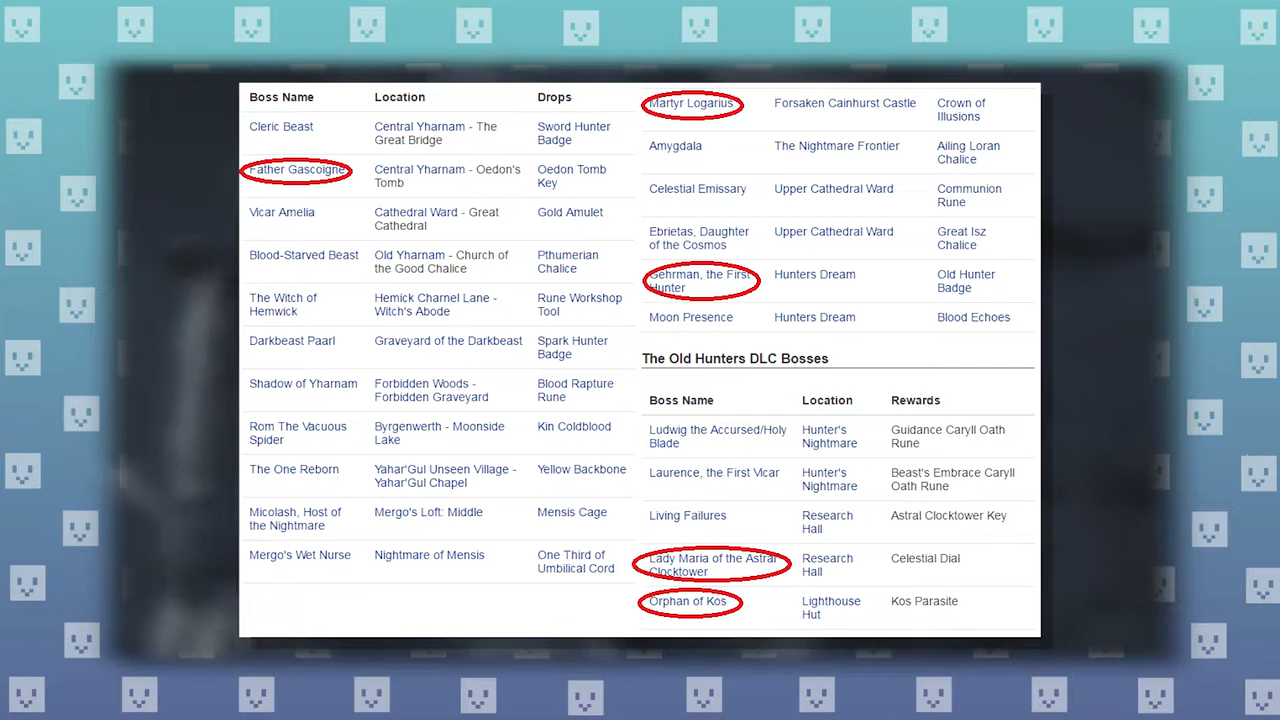 Boss Name Location Drops
Cleric Beast Central Yharnam - The
Great Bridge Sword Hunter
Badge
Father Gascoigne Central Yharnam - Oedon's
Tomb Oedon Tomb
Key
Vicar Amelia Cathedral Ward - Great
Cathedral Gold Amulet
Blood-Starved Beast Old Yharnam - Church of
the Good Chalice Pthumerian
Chalice
The Witch of
Hemwick Hemick Charnel Lane -
Witch's Abode Rune Workshop
Tool
Darkbeast Paarl Graveyard of the Darkbeast Spark Hunter
Badge
Shadow of Yharnam Forbidden Woods -
Forbidden Graveyard Blood Rapture
Rune
Rom The Vacuous
Spider Byrgenwerth - Moonside
Lake Kin Coldblood
The One Reborn Yahar'Gul Unseen Village -
Yahar'Gul Chapel Yellow Backbone
Micolash, Host of
the Nightmare Mergo's Loft: Middle Mensis Cage
Mergo's Wet Nurse Nightmare of Mensis One Third of
Umbilical Cord
Martyr Logarius Forsaken Cainhurst Castle Crown of
Illusions
Amygdala The Nightmare Frontier Ailing Loran
Chalice
Celestial Emissary Upper Cathedral Ward Communion
Rune
Ebrietas, Daughter
of the Cosmos Upper Cathedral Ward Great Isz
Chalice
Gehrman, the First
Hunter Hunters Dream Old Hunter
Badge
Moon Presence Hunters Dream Blood Echoes
The Old Hunters DLC Bosses
Boss Name Location Rewards
Ludwig the Accursed/Holy
Blade Hunter's
Nightmare Guidance Caryll Oath
Rune
Laurence, the First Vicar Hunter's
Nightmare Beast's Embrace Caryll
Oath Rune
Living Failures Research
Hall Astral Clocktower Key
Lady Maria of the Astral
Clocktower Research
Hall Celestial Dial
Orphan of Kos Lighthouse
Hut Kos Parasite